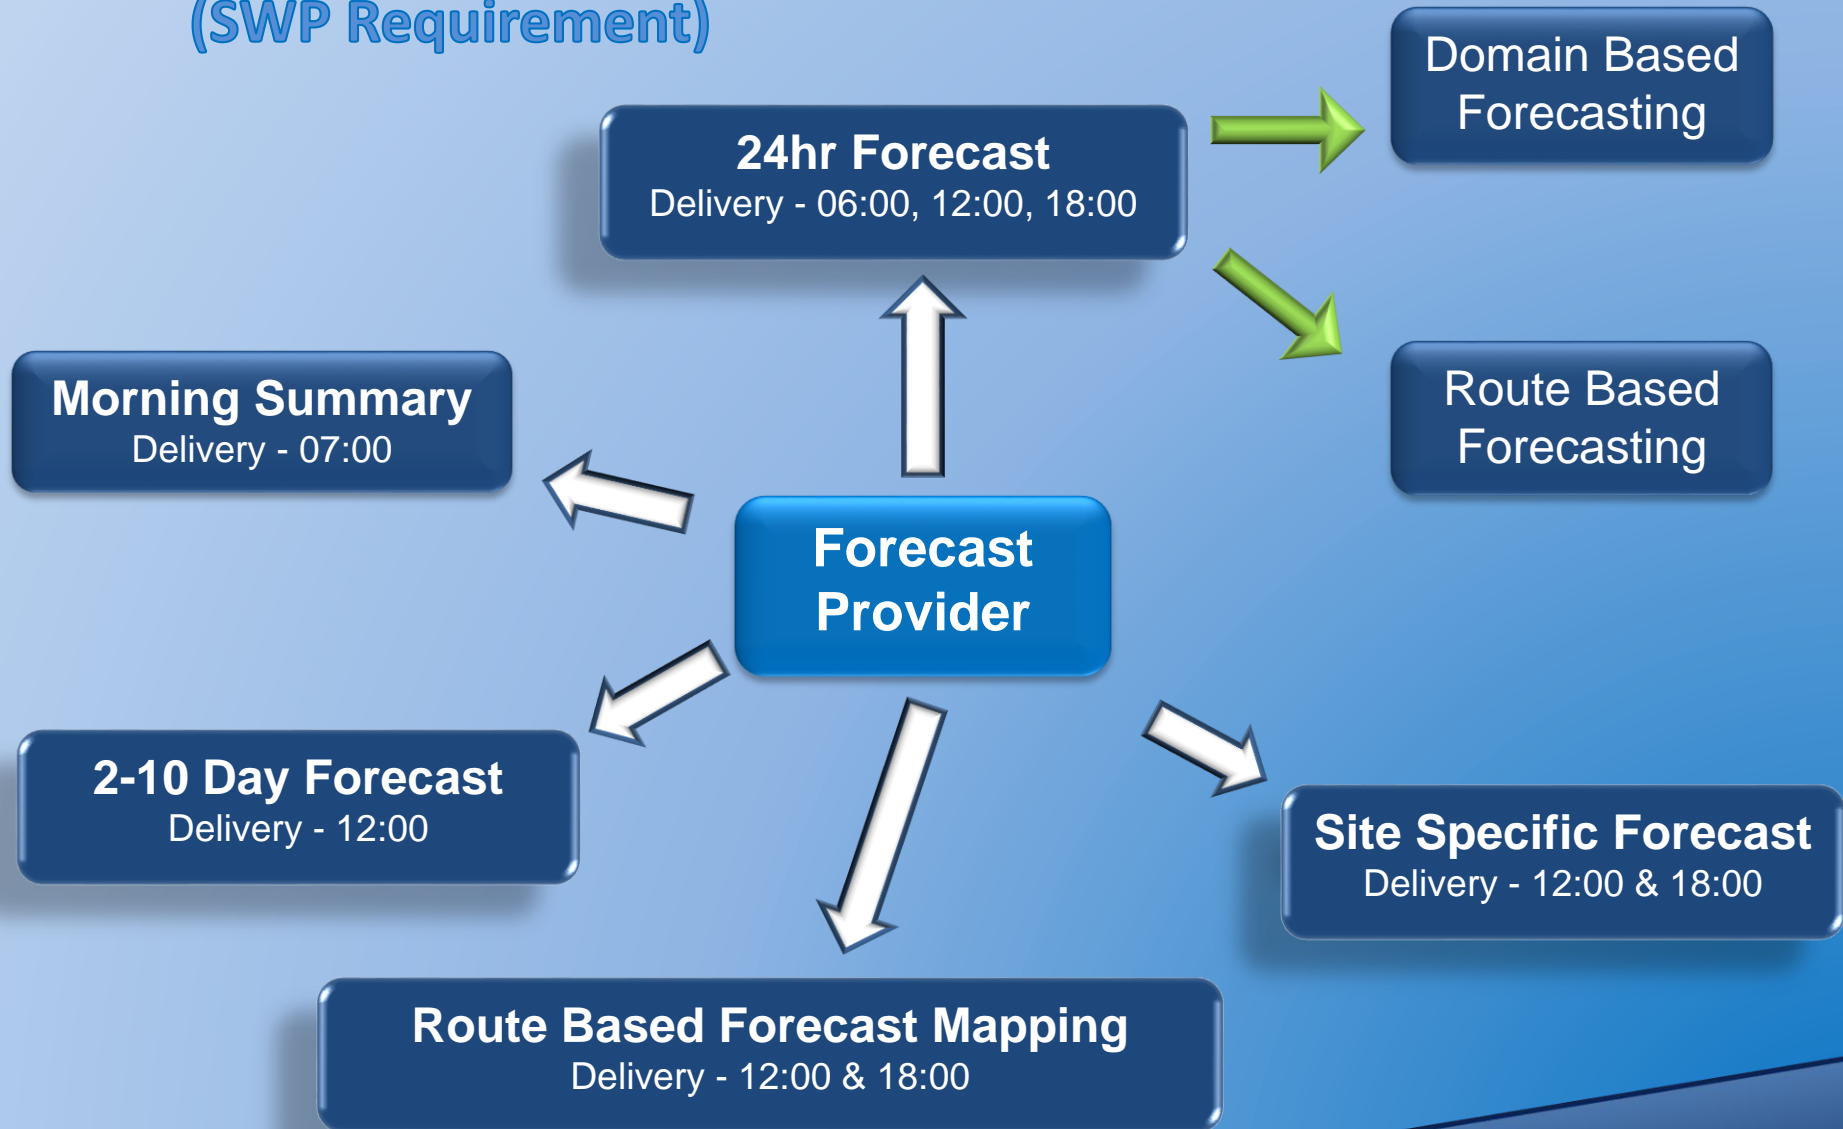 (SWP Requirement)
Domain Based
Forecasting
24hr Forecast
Delivery - 06:00, 12:00, 18:00
Route Based
Forecasting
Morning Summary
Delivery - 07:00
Forecast
Provider
2-10 Day Forecast
Delivery - 12:00
Site Specific Forecast
Delivery - 12:00 & 18:00
Route Based Forecast Mapping
Delivery - 12:00 & 18:00